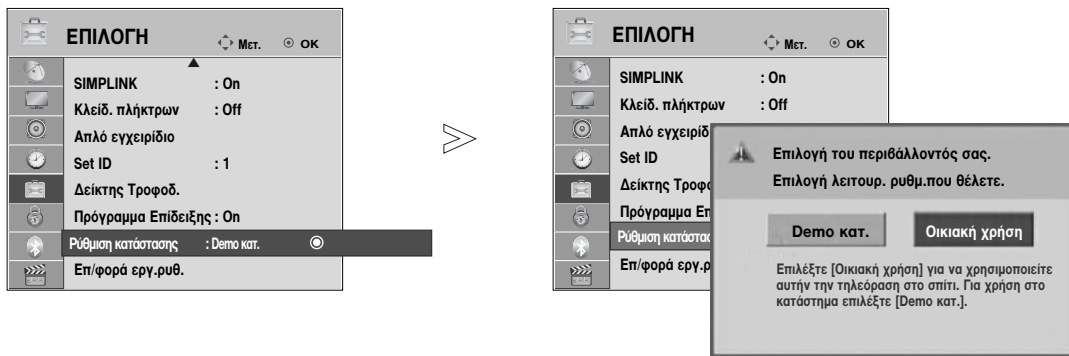 ΕΠΙΛΟΓΗ
Μετ.
OK
SIMPLINK : On
Κλείδ. πλήκτρων : Off
Απλό εγχειρίδιο
Set ID : 1
Δείκτης Τροφοδ.
Πρόγραμμα Επίδειξης : On
Ρύθμιση κατάστασης : Demo κατ.
Επ/φορά εργ.ρυθ.
ΕΠΙΛΟΓΗ
Μετ.
OK
SIMPLINK : On
Κλείδ. πλήκτρων : Off
Απλό εγχειρίδ
Set ID
Δείκτης Τροφο
Πρόγραμμα Επ
Ρύθμιση κατάστασ
Επ/φορά εργ.ρ
Επιλογή του περιβάλλοντός σας.
Επιλογή λειτουρ. ρυθμ.που θέλετε.
Demo κατ.
Οικιακή χρήση
Επιλέξτε [Οικιακή χρήση] για να χρησιμοποιείτε
αυτήν την τηλεόραση στο σπίτι. Για χρήση στο
κατάστημα επιλέξτε [Demo κατ.].